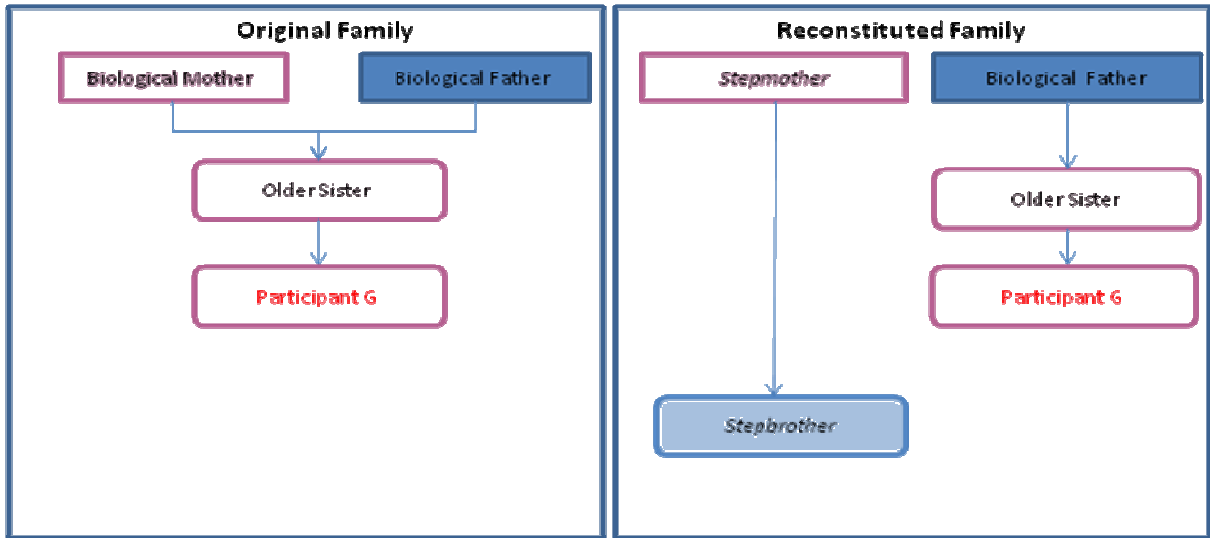 Original Family
Biological Mother
Biological Father
Older Sister
Participant G
Reconstituted Family
Stepmother
Biological Father
Older Sister
Participant G
Stepbrother